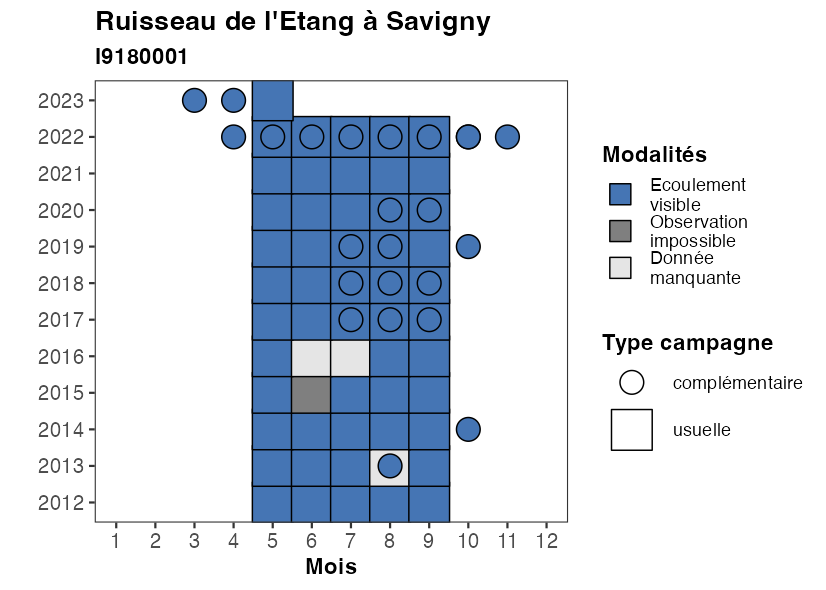 Ruisseau de l'Etang à Savigny
I9180001
2023
2022
2021
2020
2019
2018
2017
2016
2015
2014
2013
2012
1 2 3 4 5 6 7 8 9 10 11 12
Mois
Modalités
Ecoulement
visible
Observation
impossible
Donnée
manquante
Type campagne
complémentaire
usuelle